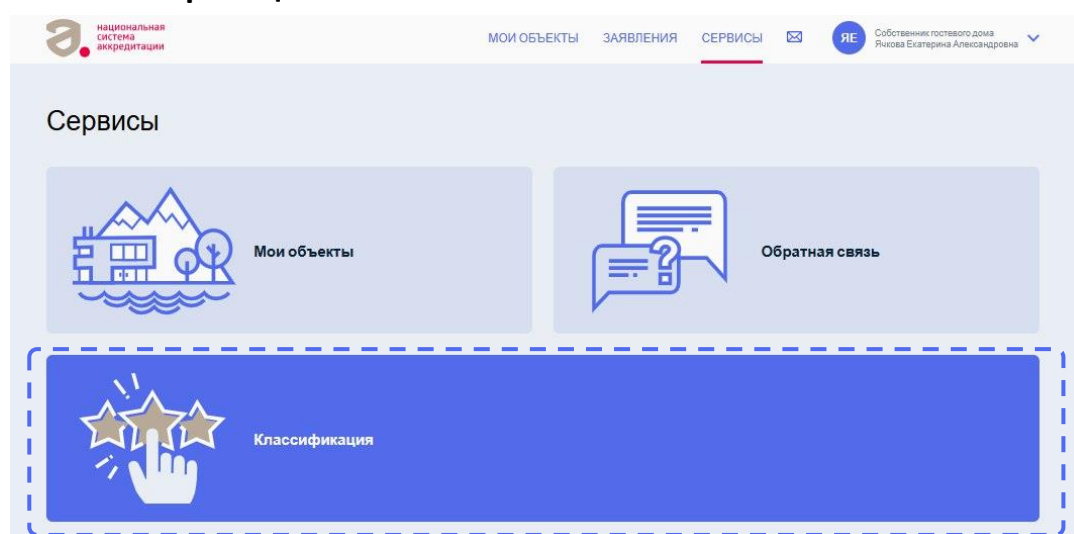 национальная
система
аккредитации
МОИ ОБЪЕКТЫ ЗАЯВЛЕНИЯ СЕРВИСЫ
ЯЕ
Собственник гостевого дома
Екатерина Александровна
Сервисы
Мои объекты
Обратная связь
Классификация